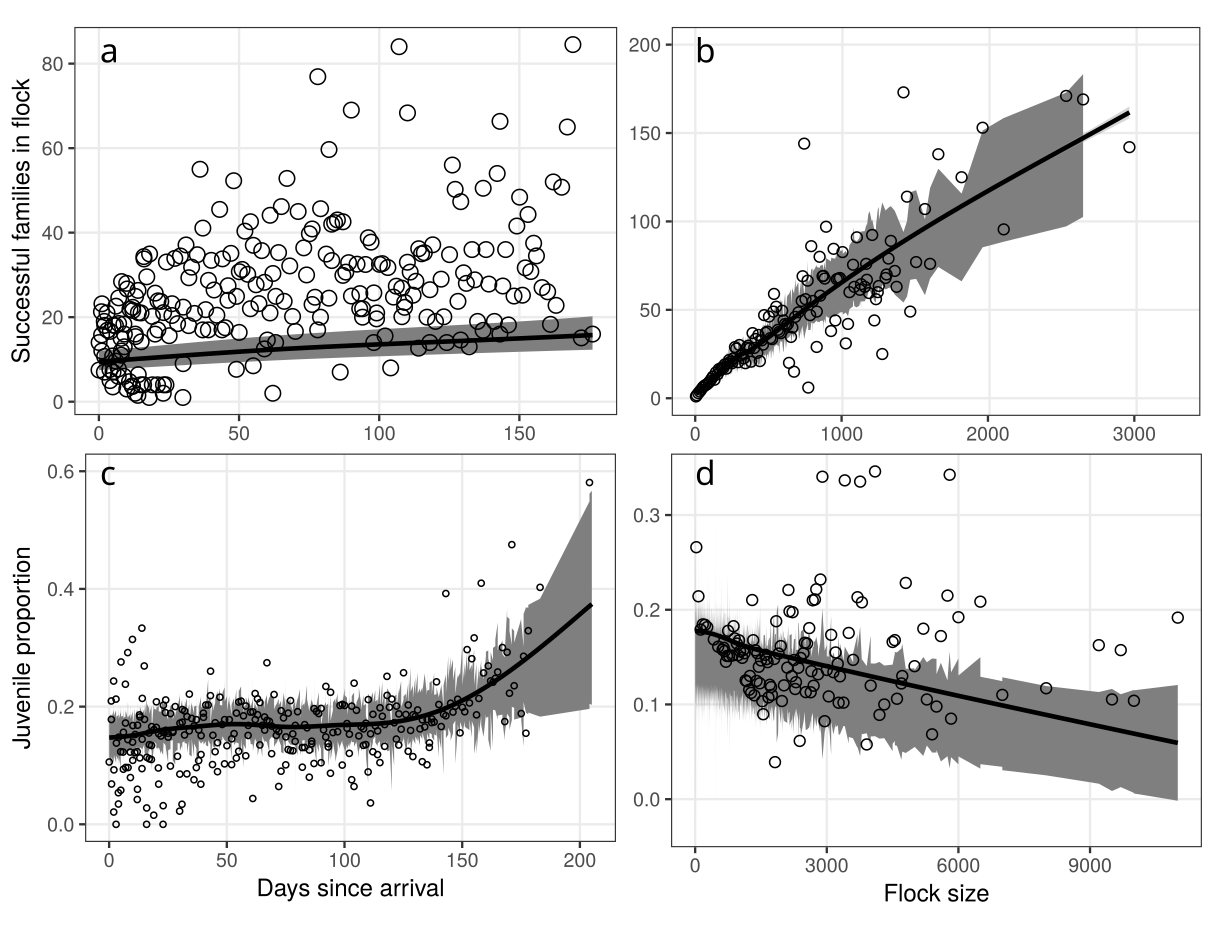 a
b
Successful families in flock
80
60
40
20
0
0 50 100 150
200
150
100
50
0
0 1000 2000 3000
c
d
Juvenile proportion
0.6
0.4
0.2
0.0
0 50 100 150 200
Days since arrival
0.3
0.2
0.1
0.0
0 3000 6000 9000
Flock size